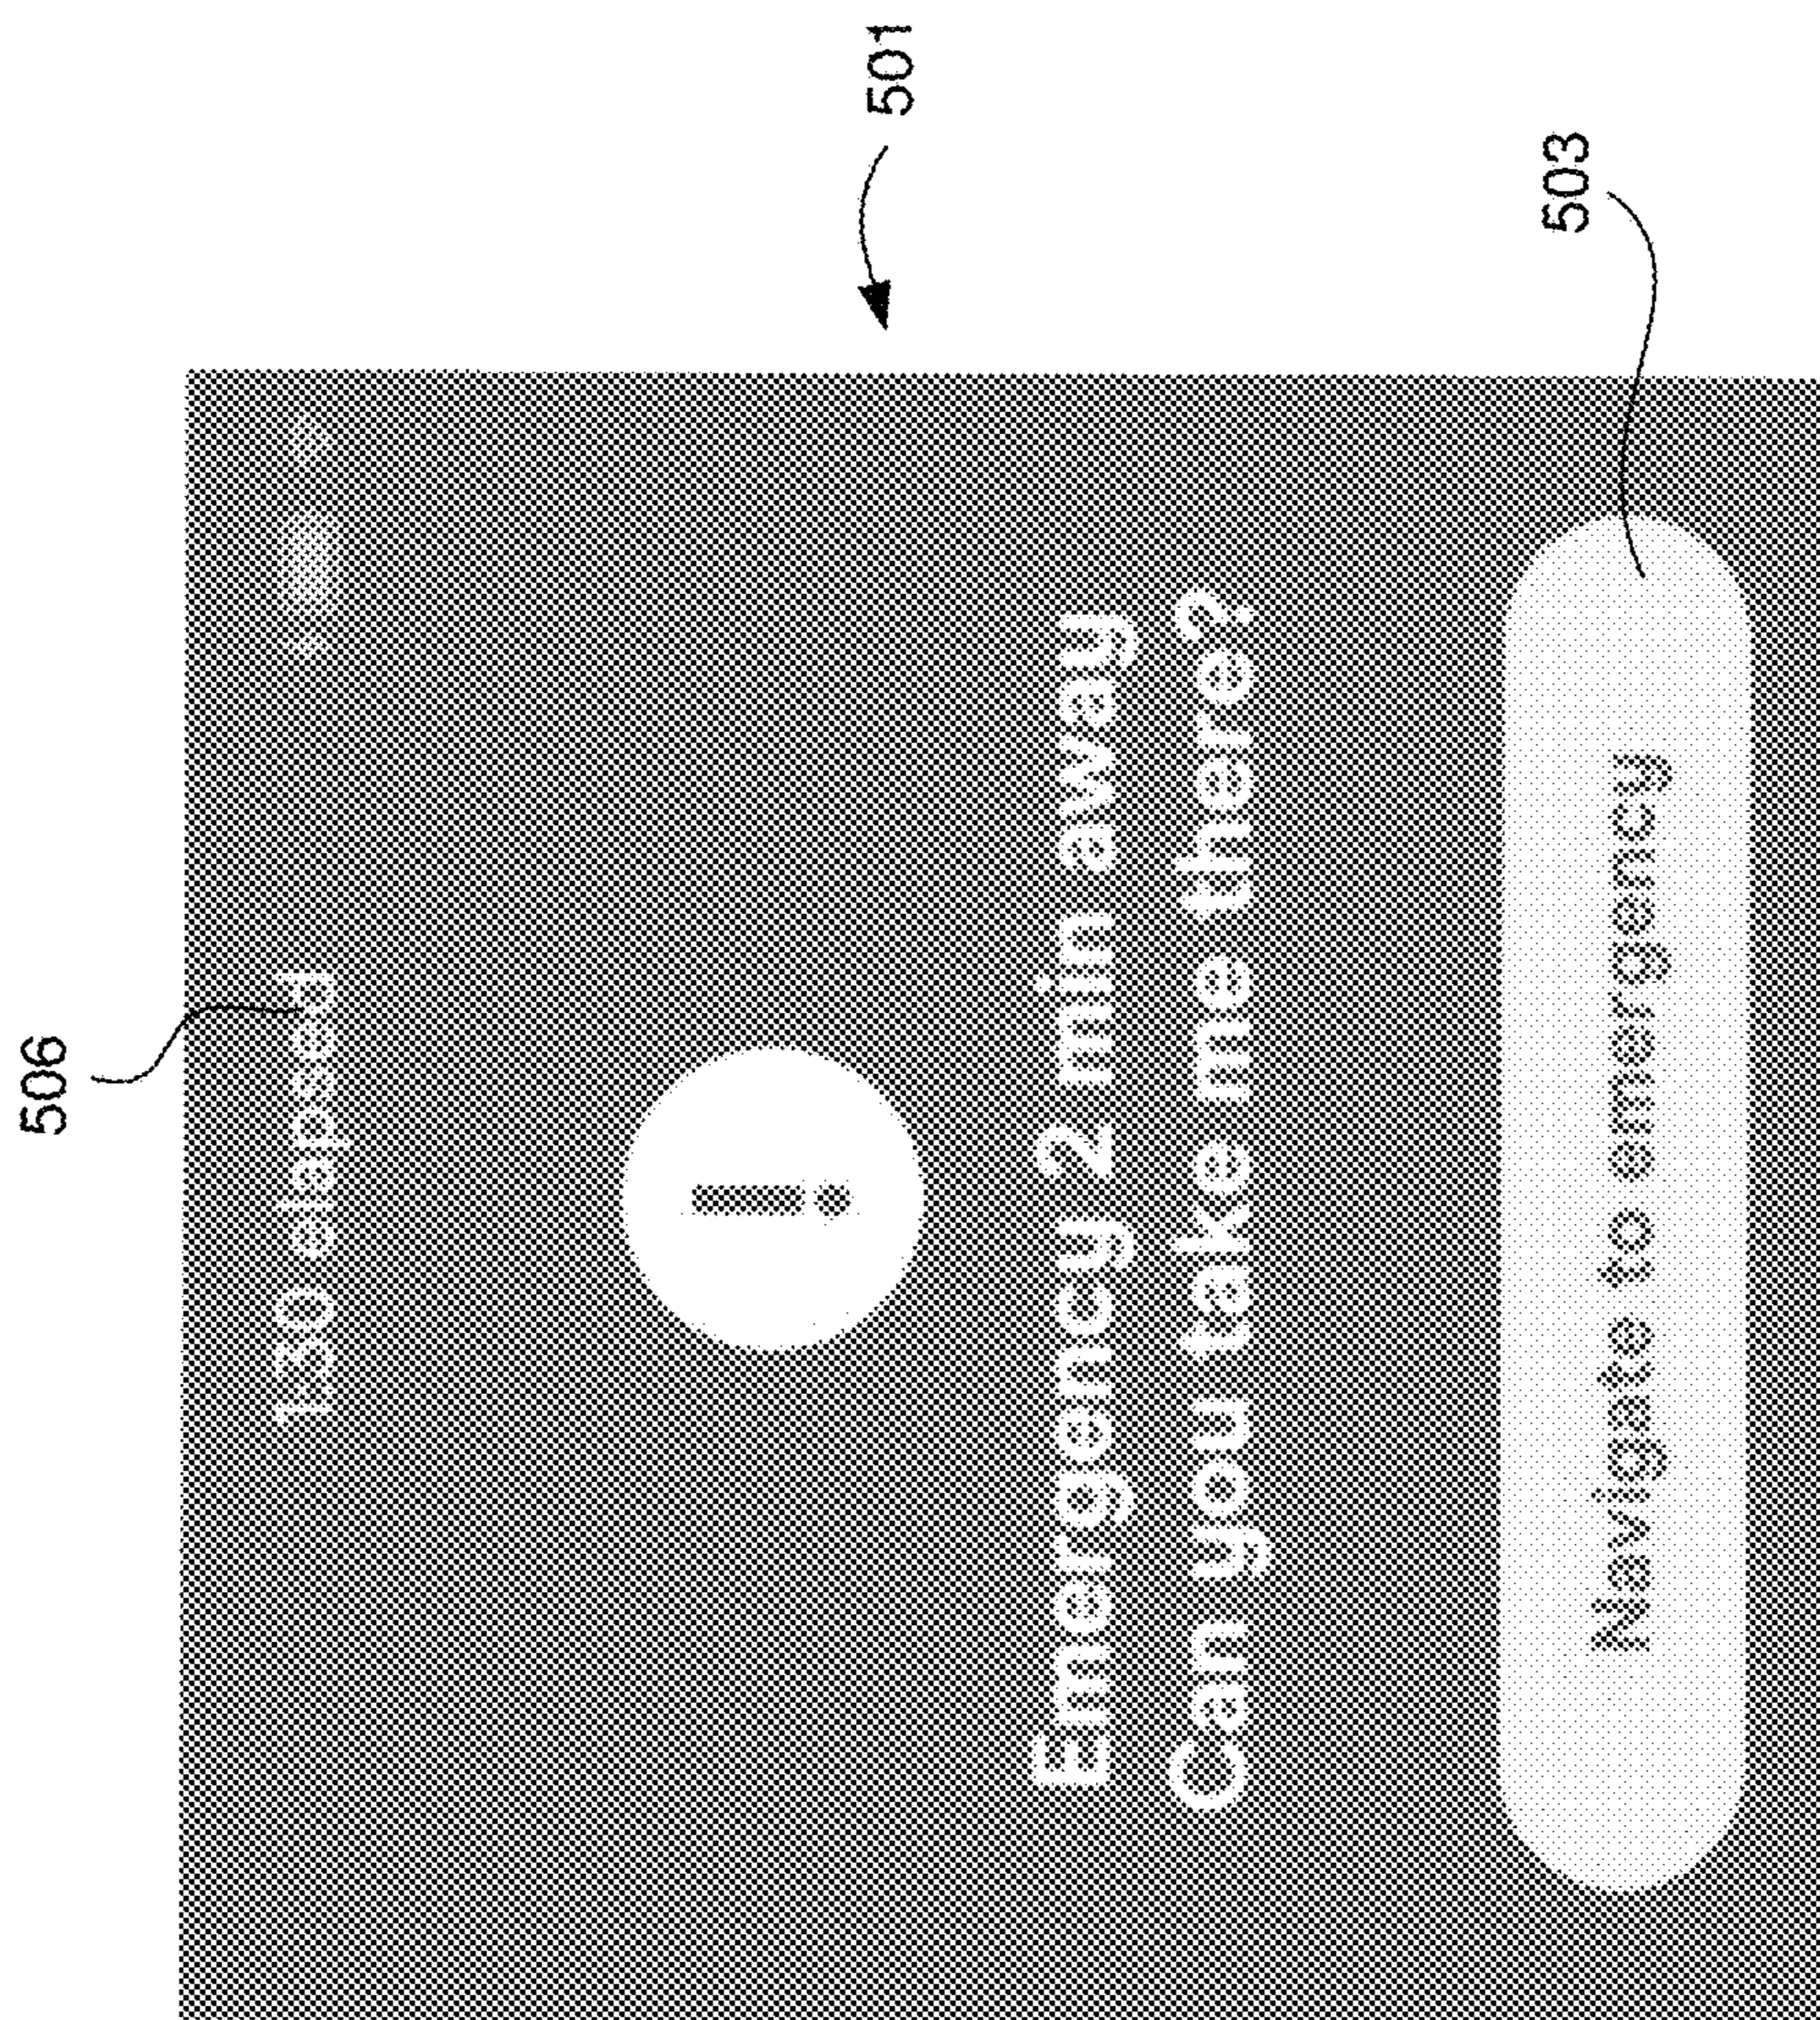 506
1:30 elapsed
501
!
Emergency 2 min away
Can you take me there?
503
Navigate to emergency